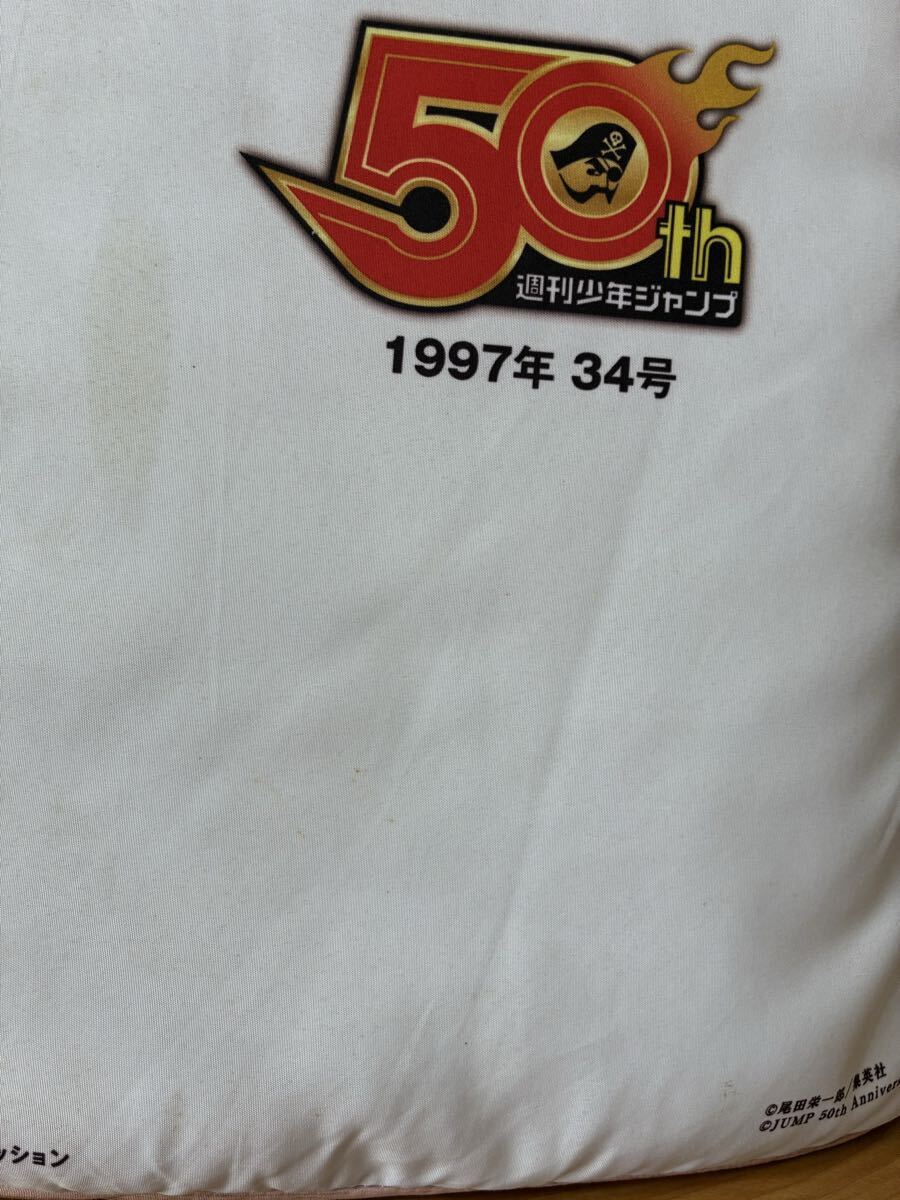 50th
週刊少年ジャンプ
1997年 34号
©尾田栄一郎/集英社
©JUMP 50th Annivers
ッション